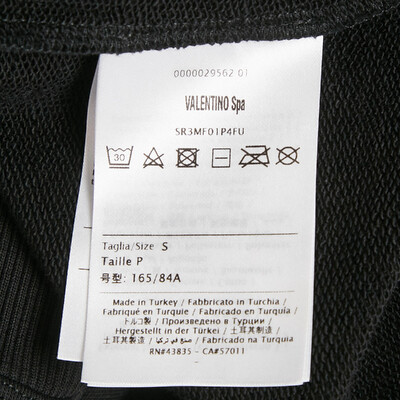 0000029562 01
VALENTINO Spa
SR3MF01P4FU
30
Taglia/Size S
Taille P
号型: 165/84A
Made in Turkey / Fabbricato in Turchia /
Fabriqué en Turquie / Fabricado en Turquía /
トルコ製 / Произведено в Турции /
Hergestellt in der Türkei / 土耳其制造 /
土耳其製造 / صنع في تركيا / Fabricado na Turquia
RN#43835 - CA#57011